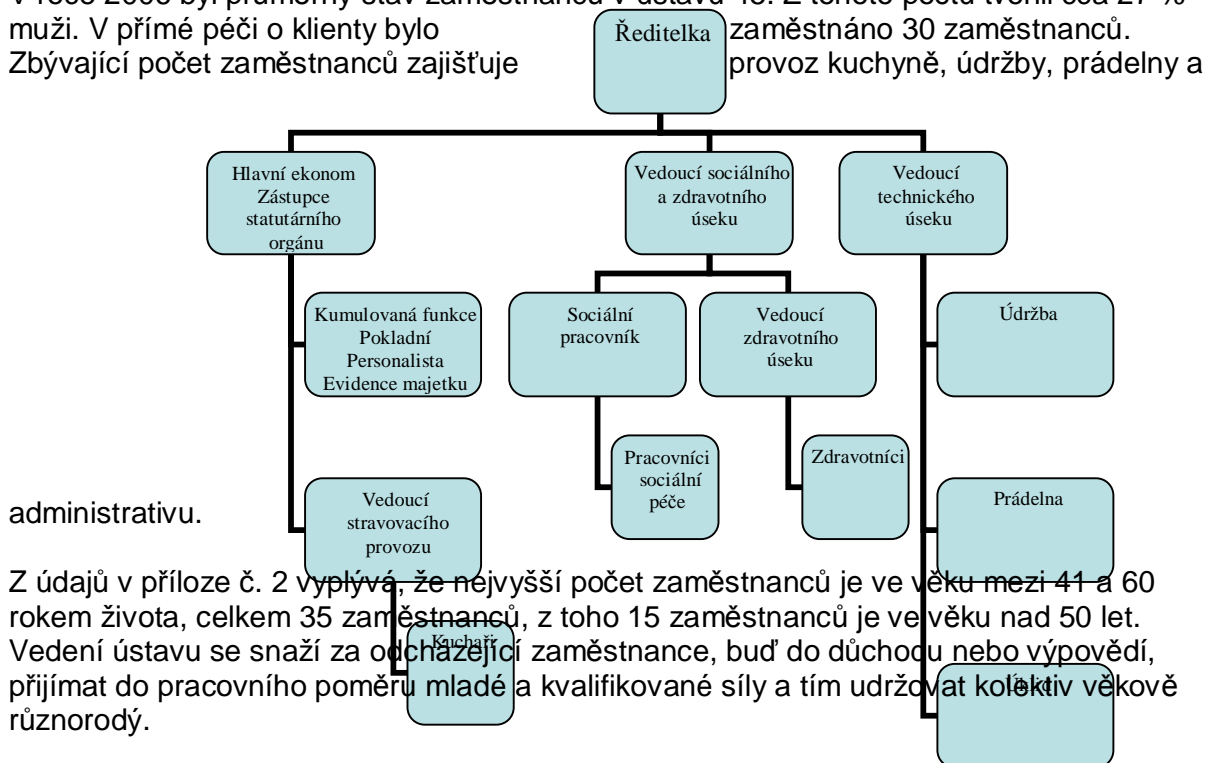 muži. V přímé péči o klienty bylo zaměstnáno 30 zaměstnanců.
Zbývající počet zaměstnanců zajišťuje provoz kuchyně, údržby, prádelny a
Ředitelka
Hlavní ekonom
Zástupce
statutárního
orgánu
Vedoucí sociálního
a zdravotního
úseku
Vedoucí
technického
úseku
Kumulovaná funkce
Pokladní
Personalista
Evidence majetku
Sociální
pracovník
Vedoucí
zdravotního
úseku
Údržba
Pracovníci
sociální
péče
Zdravotníci
Vedoucí
stravovacího
provozu
Prádelna
administrativu.
Z údajů v příloze č. 2 vyplývá, že nejvyšší počet zaměstnanců je ve věku mezi 41 a 60
rokem života, celkem 35 zaměstnanců, z toho 15 zaměstnanců je ve věku nad 50 let.
Kuchaři
Vedení ústavu se snaží za odcházející zaměstnance, buď do důchodu nebo výpovědí,
přijímat do pracovního poměru mladé a kvalifikované síly a tím udržovat kolektiv věkově
Úklid
různorodý.